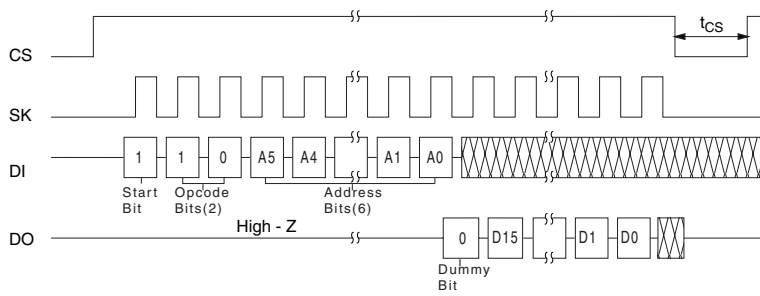 tCS
CS
SK
DI
1 1 0 A5 A4 A1 A0
Start
Bit
Opcode
Bits(2)
Address
Bits(6)
High - Z
DO
0 D15 D1 D0
Dummy
Bit